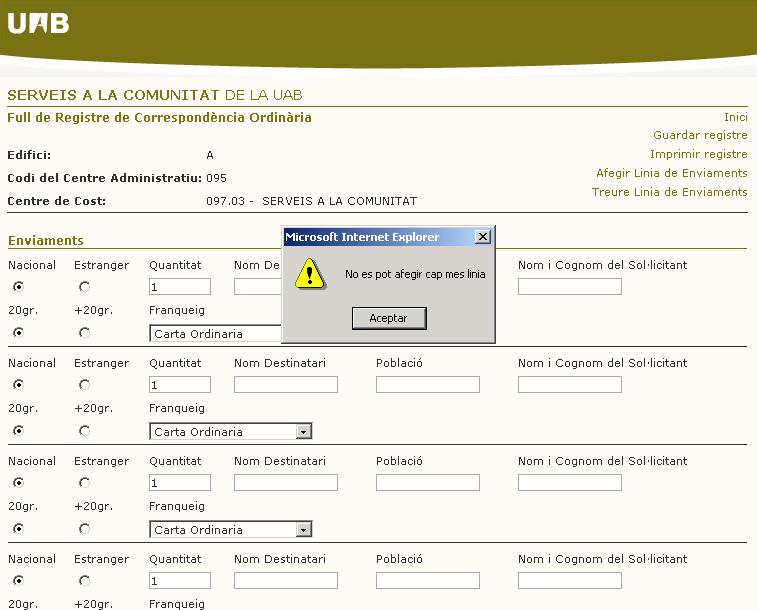 UAB
SERVEIS A LA COMUNITAT DE LA UAB
Full de Registre de Correspondència Ordinària
Inici
Guardar registre
Imprimir registre
Afegir Linia de Enviaments
Treure Linia de Enviaments
Edifici: A
Codi del Centre Administratiu: 095
Centre de Cost: 097.03 - SERVEIS A LA COMUNITAT
Microsoft Internet Explorer
No es pot afegir cap mes linia
Aceptar
Enviaments
Nacional Estranger Quantitat Nom De Nom i Cognom del Sol·licitant
1
20gr. +20gr. Franqueig
Carta Ordinaria
Nacional Estranger Quantitat Nom Destinatari Població Nom i Cognom del Sol·licitant
1
20gr. +20gr. Franqueig
Carta Ordinaria
Nacional Estranger Quantitat Nom Destinatari Població Nom i Cognom del Sol·licitant
1
20gr. +20gr. Franqueig
Carta Ordinaria
Nacional Estranger Quantitat Nom Destinatari Població Nom i Cognom del Sol·licitant
1
20gr. +20gr. Franqueig